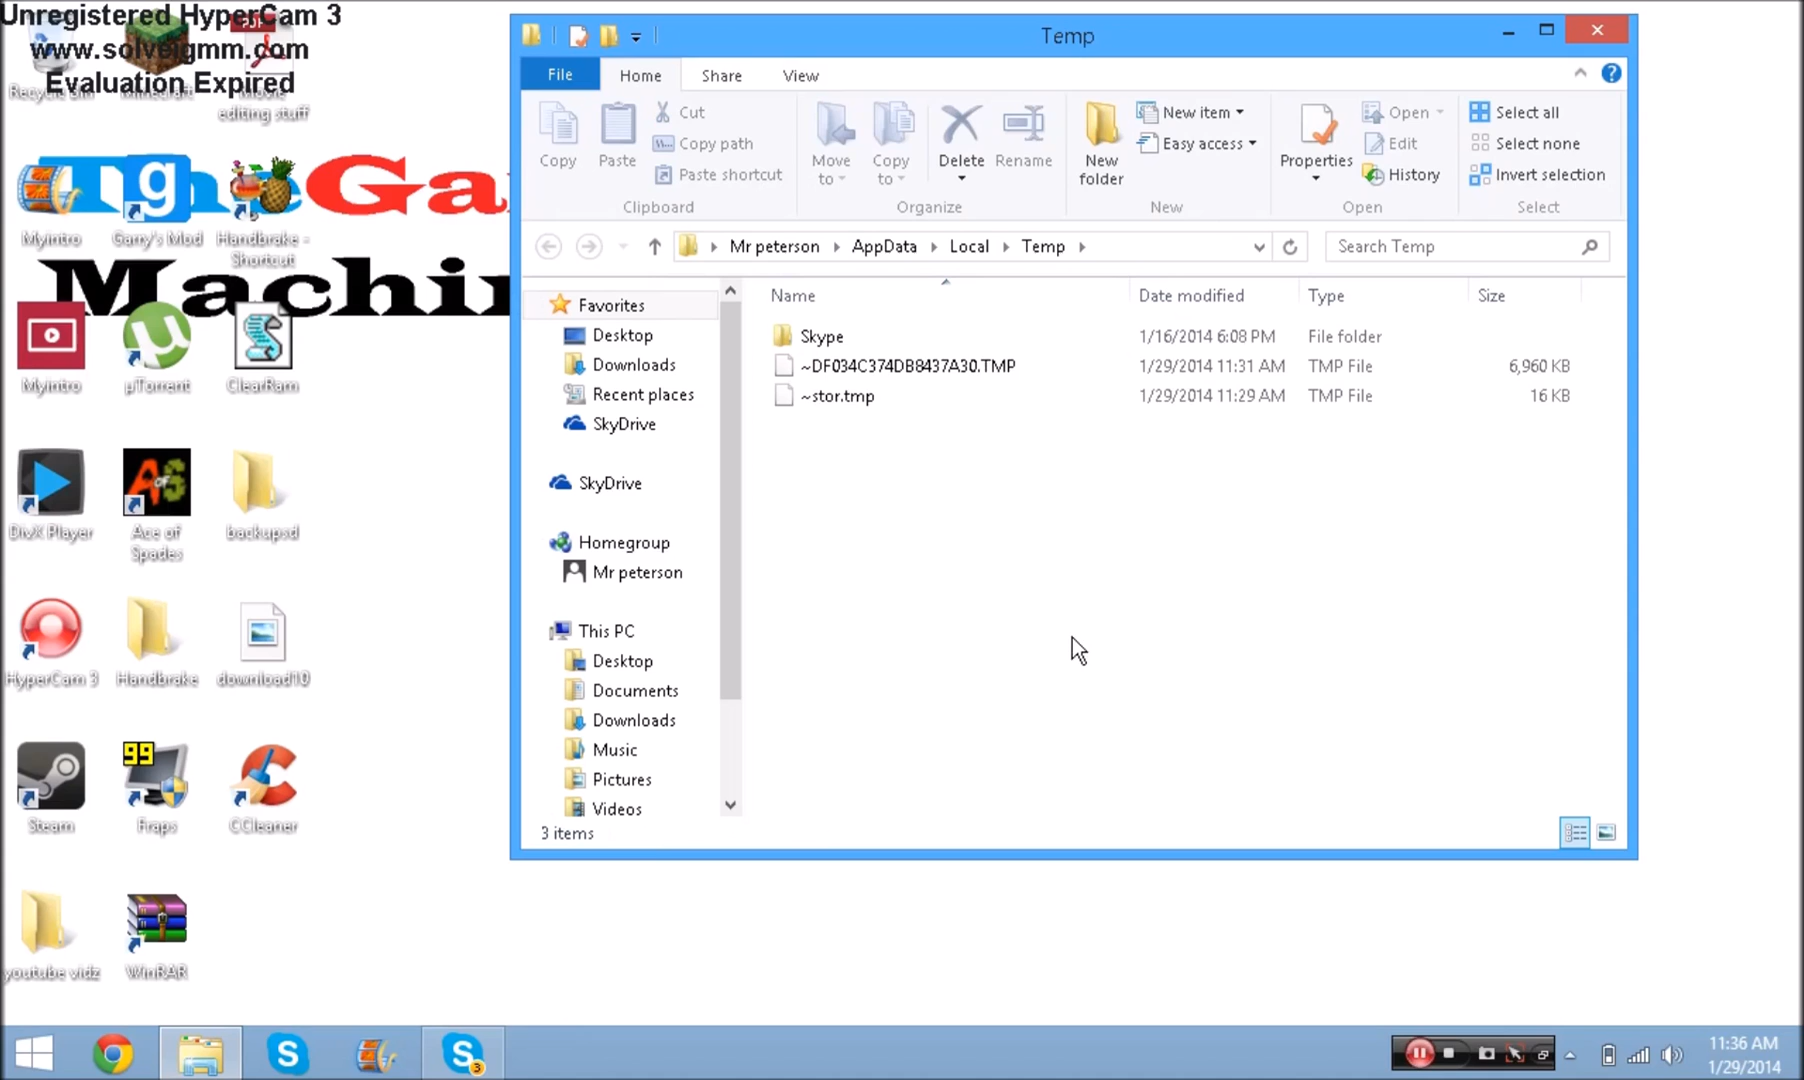 Unregistered HyperCam 3
www.solveigmm.com
Evaluation Expired
Recycle Bin
Minecraft
Movie editing stuff
TheGa
Machin
Myintro
Garry's Mod
Handbrake - Shortcut
Myintro
µTorrent
ClearRam
DivX Player
Ace of Spades
backupsd
HyperCam 3
Handbrake
download10
Steam
99
Fraps
CCleaner
youtube vidz
WinRAR
Temp
File
Home
Share
View
Copy
Paste
Cut
Copy path
Paste shortcut
Clipboard
Move to
Copy to
Delete
Rename
Organize
New folder
New item
Easy access
New
Properties
Open
Edit
History
Open
Select all
Select none
Invert selection
Select
Mr peterson
AppData
Local
Temp
Search Temp
Favorites
Desktop
Downloads
Recent places
SkyDrive
SkyDrive
Homegroup
Mr peterson
This PC
Desktop
Documents
Downloads
Music
Pictures
Videos
Name Date modified Type Size
Skype 1/16/2014 6:08 PM File folder
~DF034C374DB8437A30.TMP 1/29/2014 11:31 AM TMP File 6,960 KB
~stor.tmp 1/29/2014 11:29 AM TMP File 16 KB
3 items
3
11:36 AM
1/29/2014